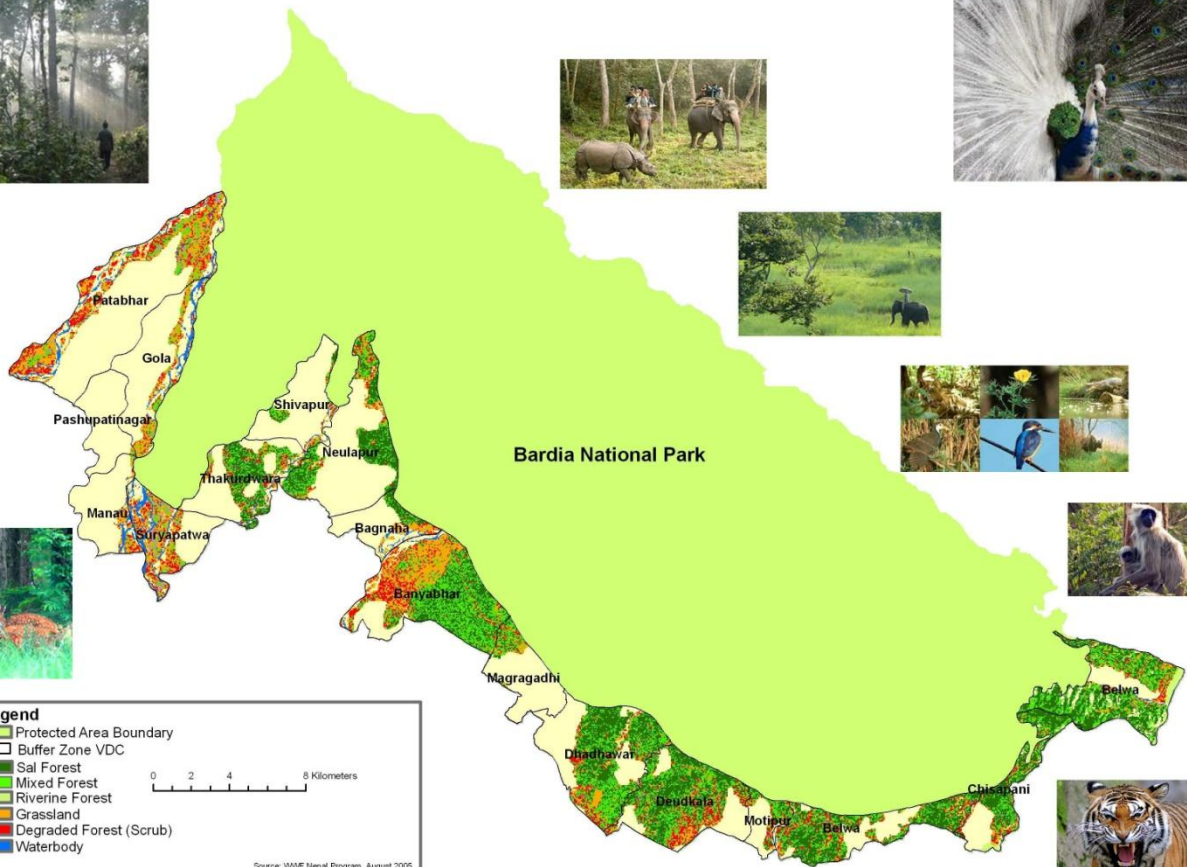 Patabhar
Gola
Pashupatinagar
Shivapur
Neulapur
Thakurdwara
Manau
Suryapatwa
Bagnaha
Bardia National Park
Banyabhar
Magragadhi
Belwa
Dhadhawar
Deudkala
Motipur
Belwa
Chisapani
gend
Protected Area Boundary
Buffer Zone VDC
Sal Forest
Mixed Forest
Riverine Forest
Grassland
Degraded Forest (Scrub)
Waterbody
0 2 4 8 Kilometers
Source: WWF Nepal Program, August 2005